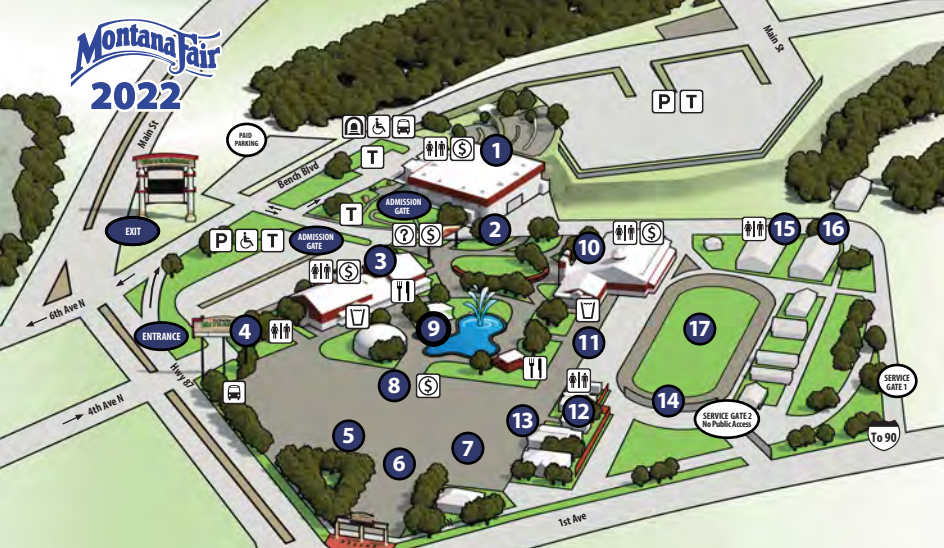 Montana Fair
2022
Main St
Main St
P T
PAID
PARKING
1
T
Bench Blvd
$
ADMISSION
GATE
T
EXIT
P T
ADMISSION
GATE
? $
2
10
$
15
16
3
$
6th Ave N
ENTRANCE
4
9
17
11
Hwy 87
8
$
SERVICE
GATE 1
4th Ave N
14
12
13
SERVICE GATE 2
No Public Access
To 90
5
6
7
1st Ave